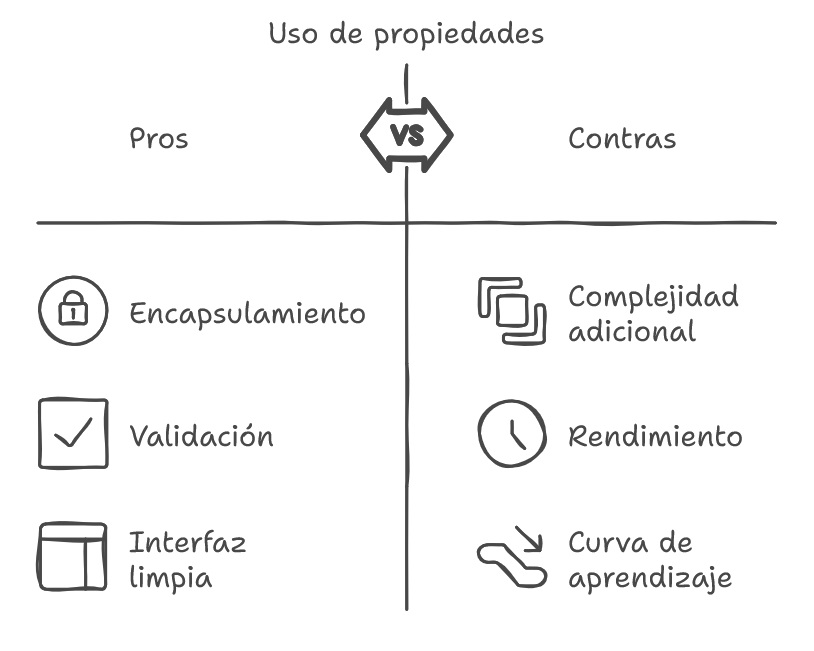 Uso de propiedades
Pros
VS
Contras
Encapsulamiento
Complejidad
adicional
Validación
Rendimiento
Interfaz
limpia
Curva de
aprendizaje